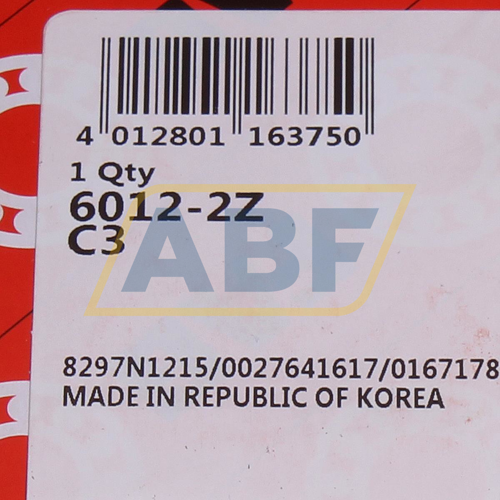 4 012801 163750
1 Qty
6012-2Z
C3
ABF
8297N1215/0027641617/0167178
MADE IN REPUBLIC OF KOREA